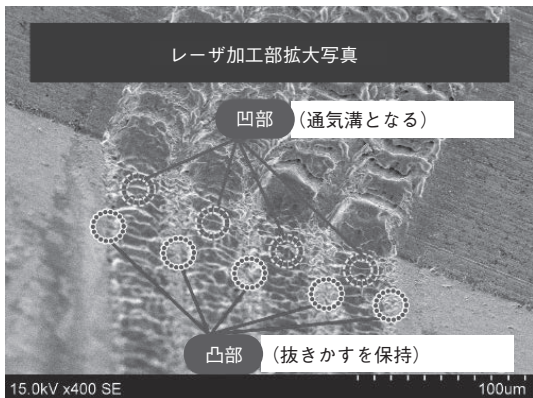 レーザ加工部拡大写真
凹部
（通気溝となる）
凸部
（抜きかすを保持）
15.0kV x400 SE
100um